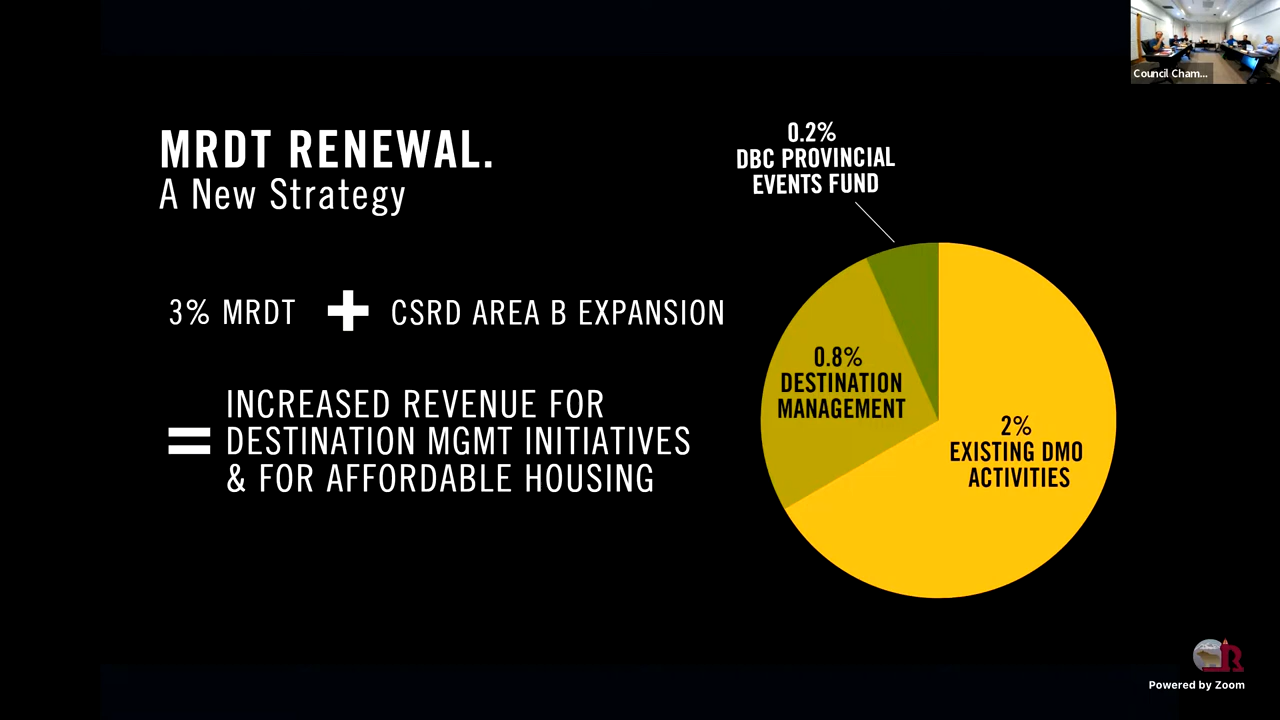 Council Cham...
MRDT RENEWAL.
A New Strategy
3% MRDT + CSRD AREA B EXPANSION
= INCREASED REVENUE FOR
DESTINATION MGMT INITIATIVES
& FOR AFFORDABLE HOUSING
0.2%
DBC PROVINCIAL
EVENTS FUND
0.8%
DESTINATION
MANAGEMENT
2%
EXISTING DMO
ACTIVITIES
R
Powered by Zoom